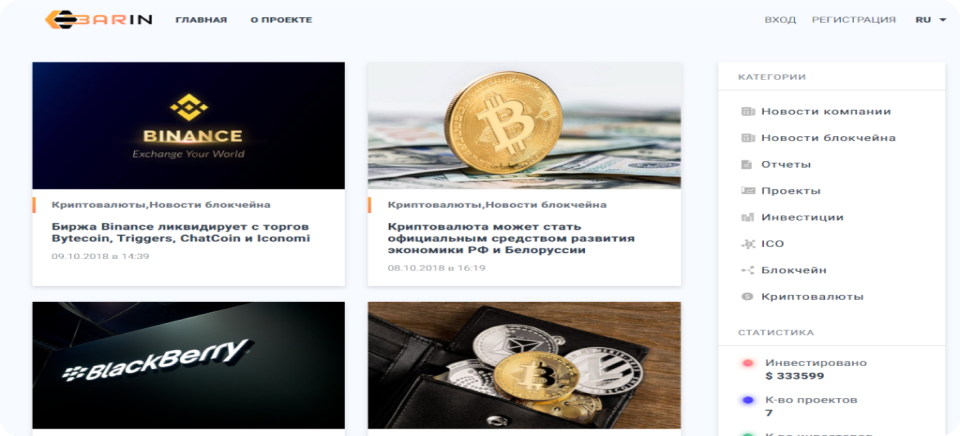 BARIN
ГЛАВНАЯ
О ПРОЕКТЕ
ВХОД
РЕГИСТРАЦИЯ
RU
BINANCE
Exchange Your World
Криптовалюты,Новости блокчейна
Биржа Binance ликвидирует с торгов
Bytecoin, Triggers, ChatCoin и Iconomi
09.10.2018 в 14:39
Криптовалюты,Новости блокчейна
Криптовалюта может стать
официальным средством развития
экономики РФ и Белоруссии
08.10.2018 в 16:19
BlackBerry
КАТЕГОРИИ
Новости компании
Новости блокчейна
Отчеты
Проекты
Инвестиции
ICO
Блокчейн
Криптовалюты
СТАТИСТИКА
Инвестировано
$ 333599
К-во проектов
7